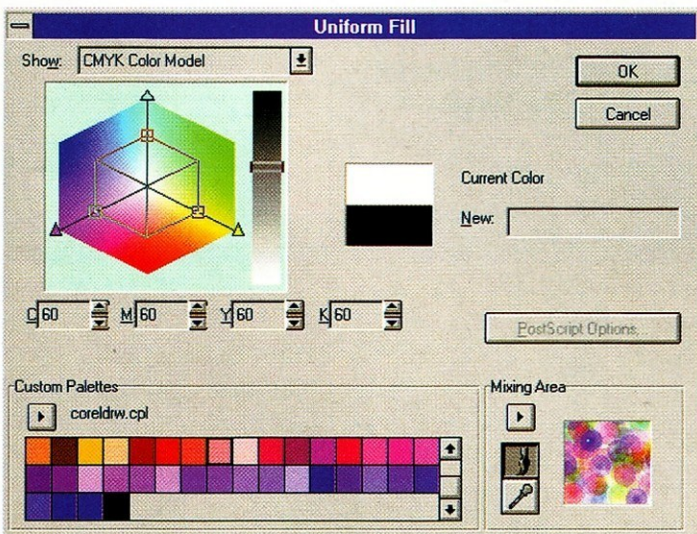 Uniform Fill
Show: CMYK Color Model
OK
Cancel
Current Color
New:
C 60 M 60 Y 60 K 60
PostScript Options...
Custom Palettes
coreldrw.cpl
Mixing Area